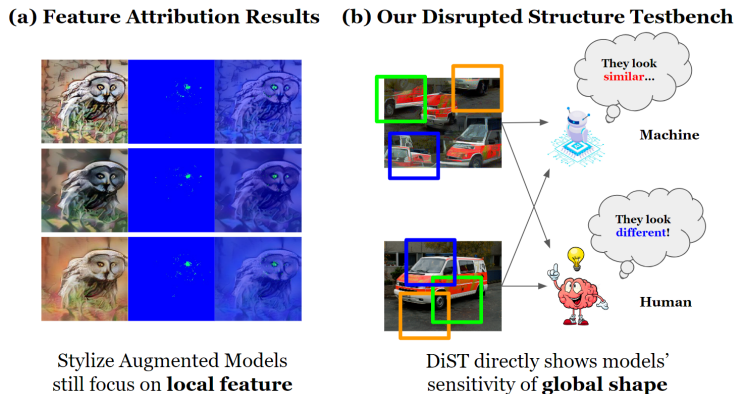 (a) Feature Attribution Results
Stylize Augmented Models
still focus on local feature
(b) Our Disrupted Structure Testbench
They look
similar...
Machine
They look
different!
Human
DiST directly shows models’
sensitivity of global shape